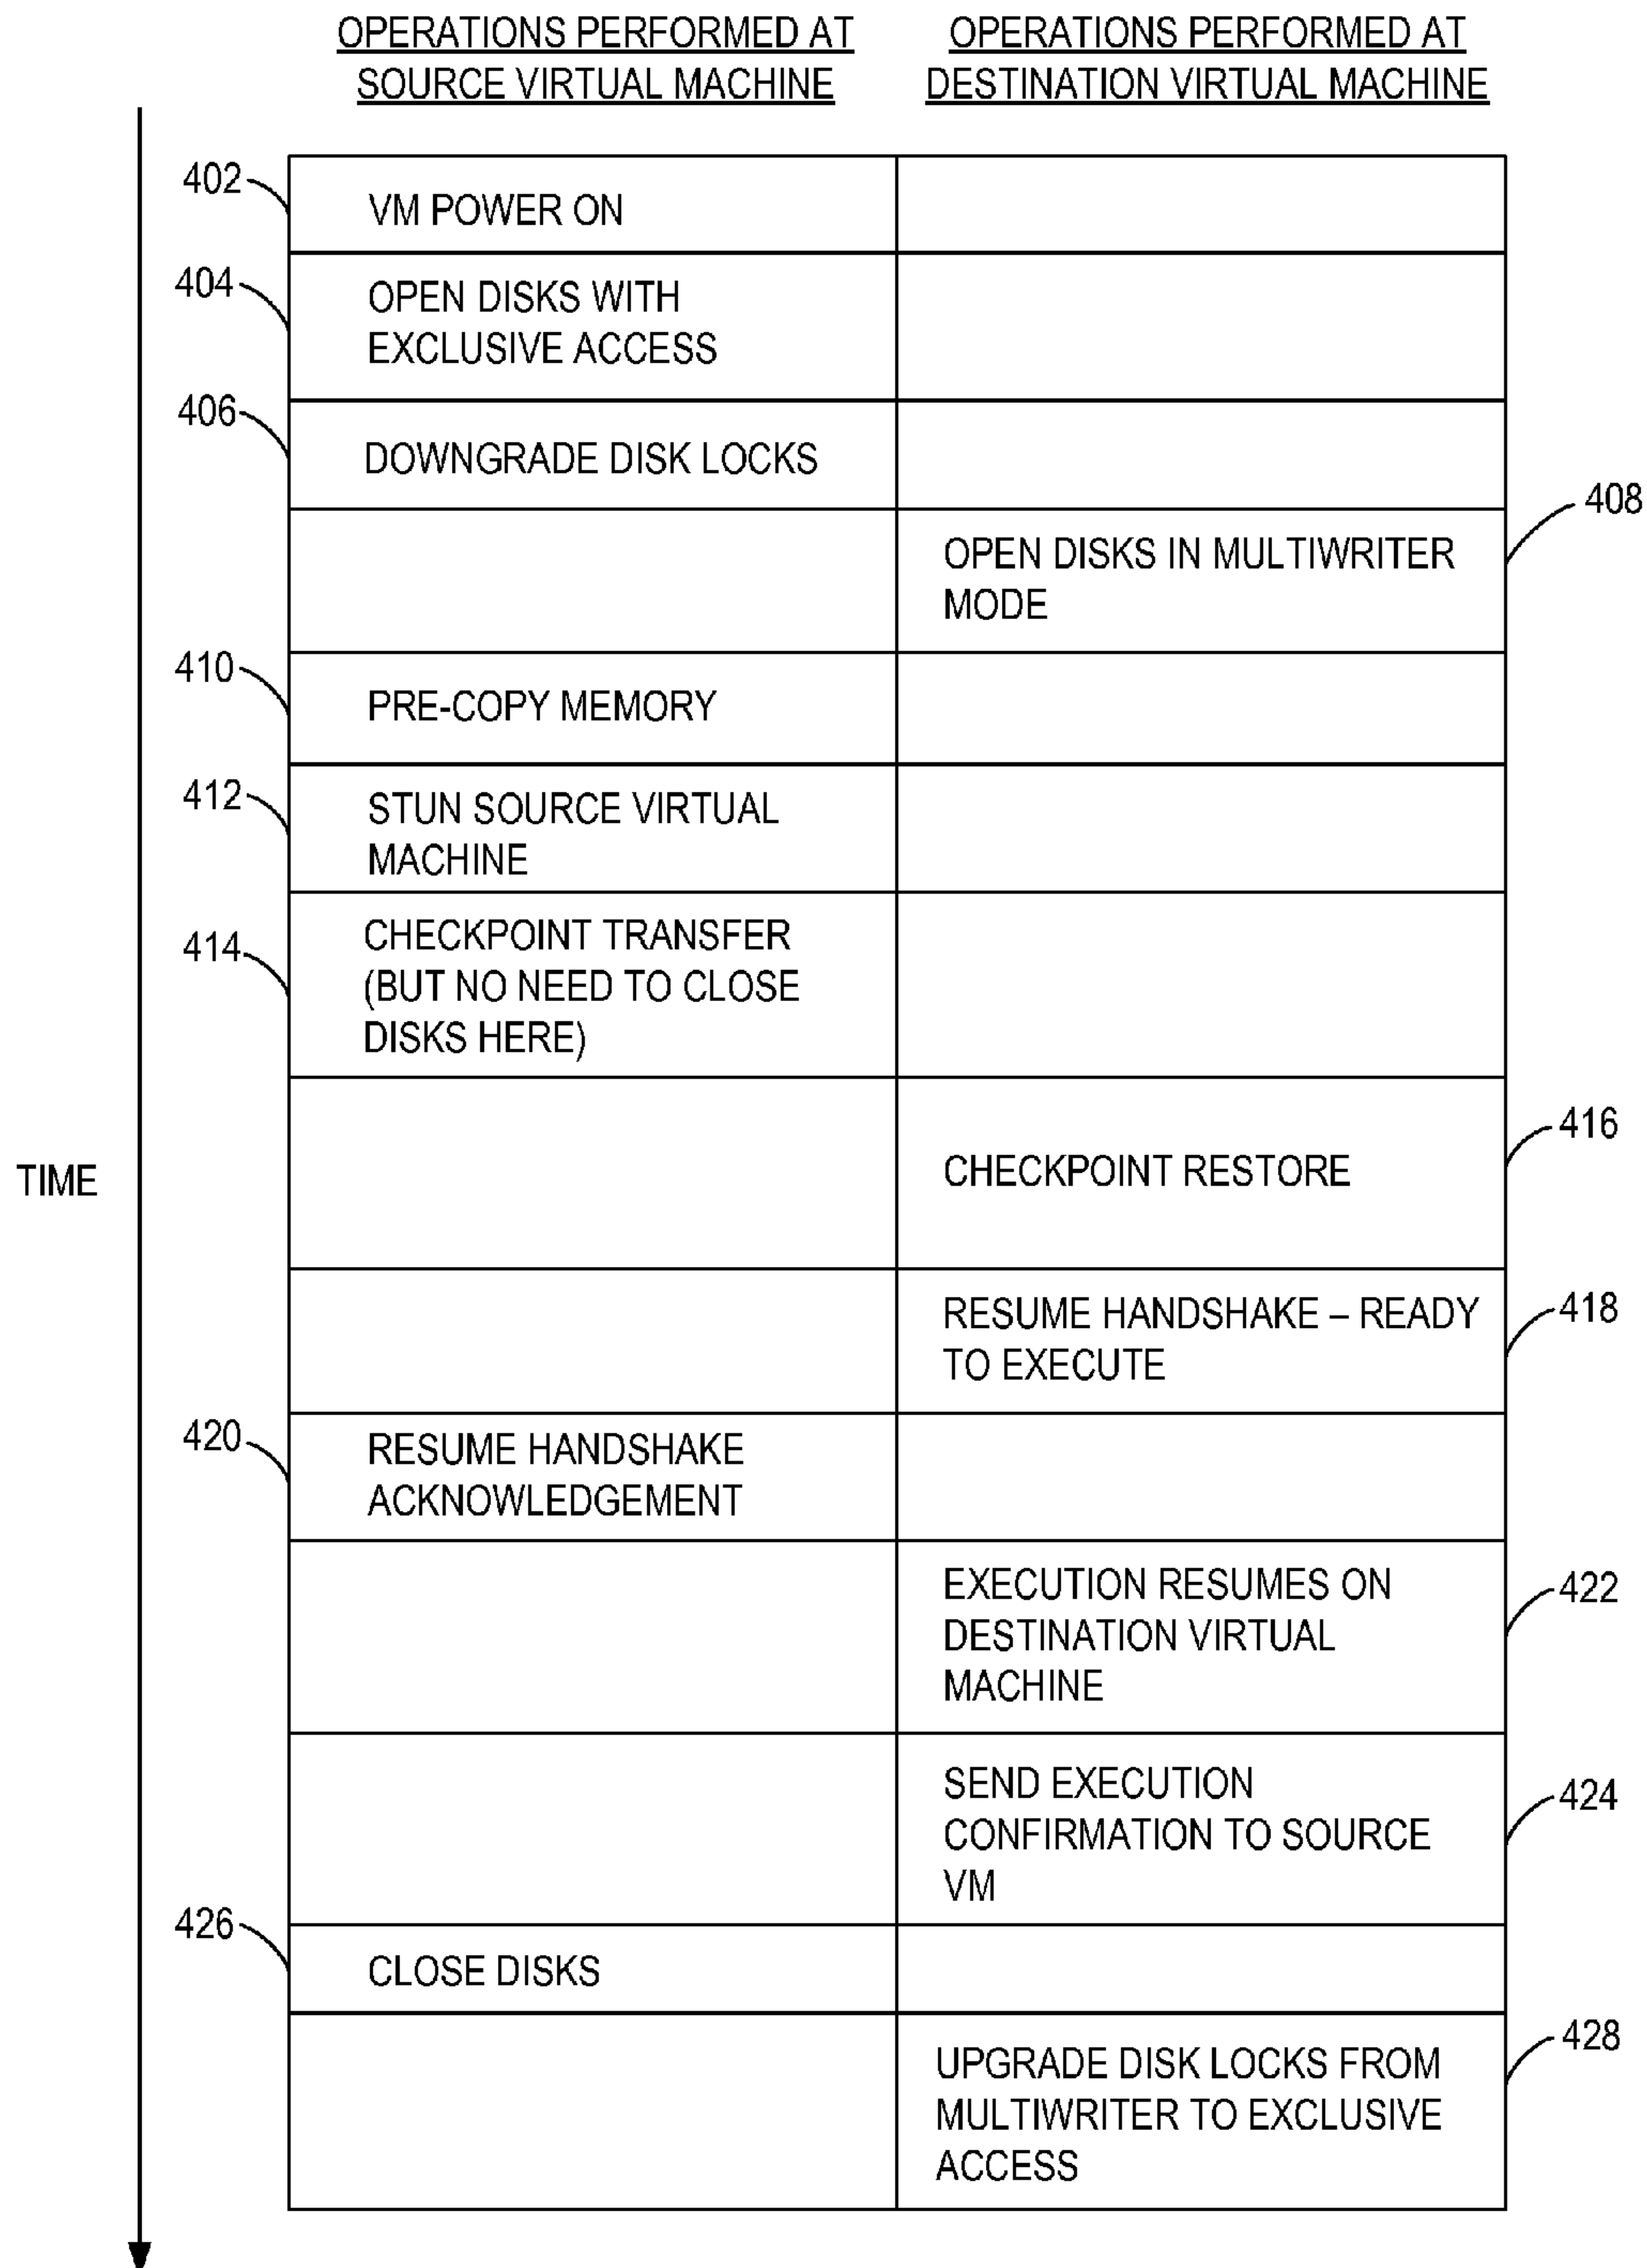 OPERATIONS PERFORMED AT
SOURCE VIRTUAL MACHINE
OPERATIONS PERFORMED AT
DESTINATION VIRTUAL MACHINE
402
VM POWER ON
404
OPEN DISKS WITH
EXCLUSIVE ACCESS
406
DOWNGRADE DISK LOCKS
408
OPEN DISKS IN MULTIWRITER
MODE
410
PRE-COPY MEMORY
412
STUN SOURCE VIRTUAL
MACHINE
414
CHECKPOINT TRANSFER
(BUT NO NEED TO CLOSE
DISKS HERE)
TIME
416
CHECKPOINT RESTORE
418
RESUME HANDSHAKE – READY
TO EXECUTE
420
RESUME HANDSHAKE
ACKNOWLEDGEMENT
422
EXECUTION RESUMES ON
DESTINATION VIRTUAL
MACHINE
424
SEND EXECUTION
CONFIRMATION TO SOURCE
VM
426
CLOSE DISKS
428
UPGRADE DISK LOCKS FROM
MULTIWRITER TO EXCLUSIVE
ACCESS